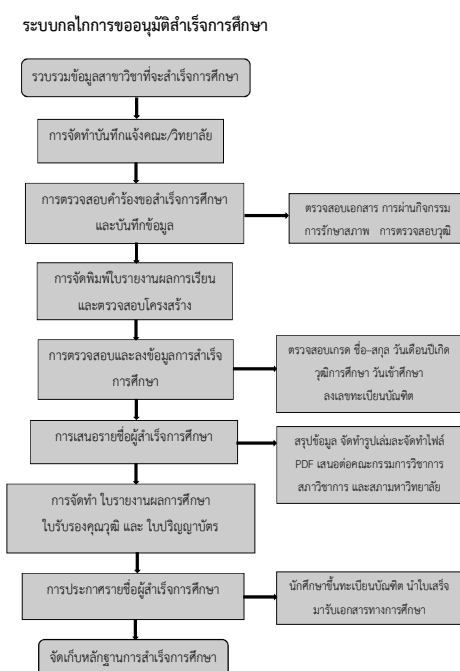 ระบบกลไกการขออนุมัติสำเร็จการศึกษา
รวบรวมข้อมูลสาขาวิชาที่จะสำเร็จการศึกษา
การจัดทำบันทึกแจ้งคณะ/วิทยาลัย
การตรวจสอบคำร้องขอสำเร็จการศึกษา
และบันทึกข้อมูล
ตรวจสอบเอกสาร การผ่านกิจกรรม
การรักษาสภาพ การตรวจสอบวุฒิ
การจัดพิมพ์ใบรายงานผลการเรียน
และตรวจสอบโครงสร้าง
การตรวจสอบและลงข้อมูลการสำเร็จ
การศึกษา
ตรวจสอบเกรด ชื่อ-สกุล วันเดือนปีเกิด
วุฒิการศึกษา วันเข้าศึกษา
ลงเลขทะเบียนบัณฑิต
การเสนอรายชื่อผู้สำเร็จการศึกษา
สรุปข้อมูล จัดทำรูปเล่มละจัดทำไฟล์
PDF เสนอต่อคณะกรรมการวิชาการ
สภาวิชาการ และสภามหาวิทยาลัย
การจัดทำ ใบรายงานผลการศึกษา
ใบรับรองคุณวุฒิ และ ใบปริญญาบัตร
การประกาศรายชื่อผู้สำเร็จการศึกษา
นักศึกษาขึ้นทะเบียนบัณฑิต นำใบเสร็จ
มารับเอกสารทางการศึกษา
จัดเก็บหลักฐานการสำเร็จการศึกษา